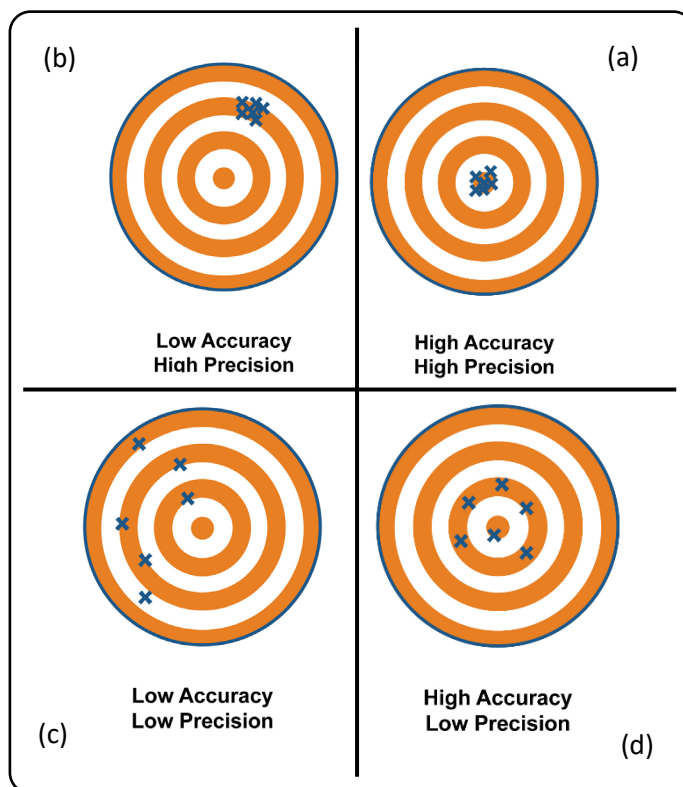 (b)
(a)
Low Accuracy
High Precision
High Accuracy
High Precision
Low Accuracy
Low Precision
(c)
High Accuracy
Low Precision
(d)